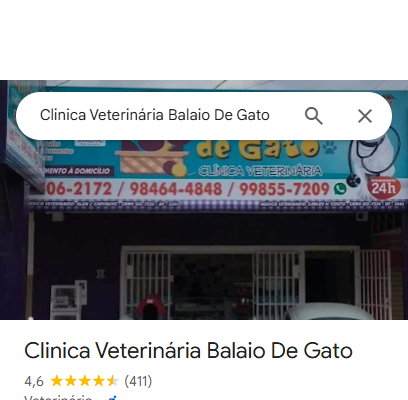 Clinica Veterinária Balaio De Gato
de Gato
CLÍNICA VETERINÁRIA
MENTO À DOMICÍLIO
24h
06-2172 / 98464-4848 / 99855-7209
Clinica Veterinária Balaio De Gato
4,6 (411)
Veterinário